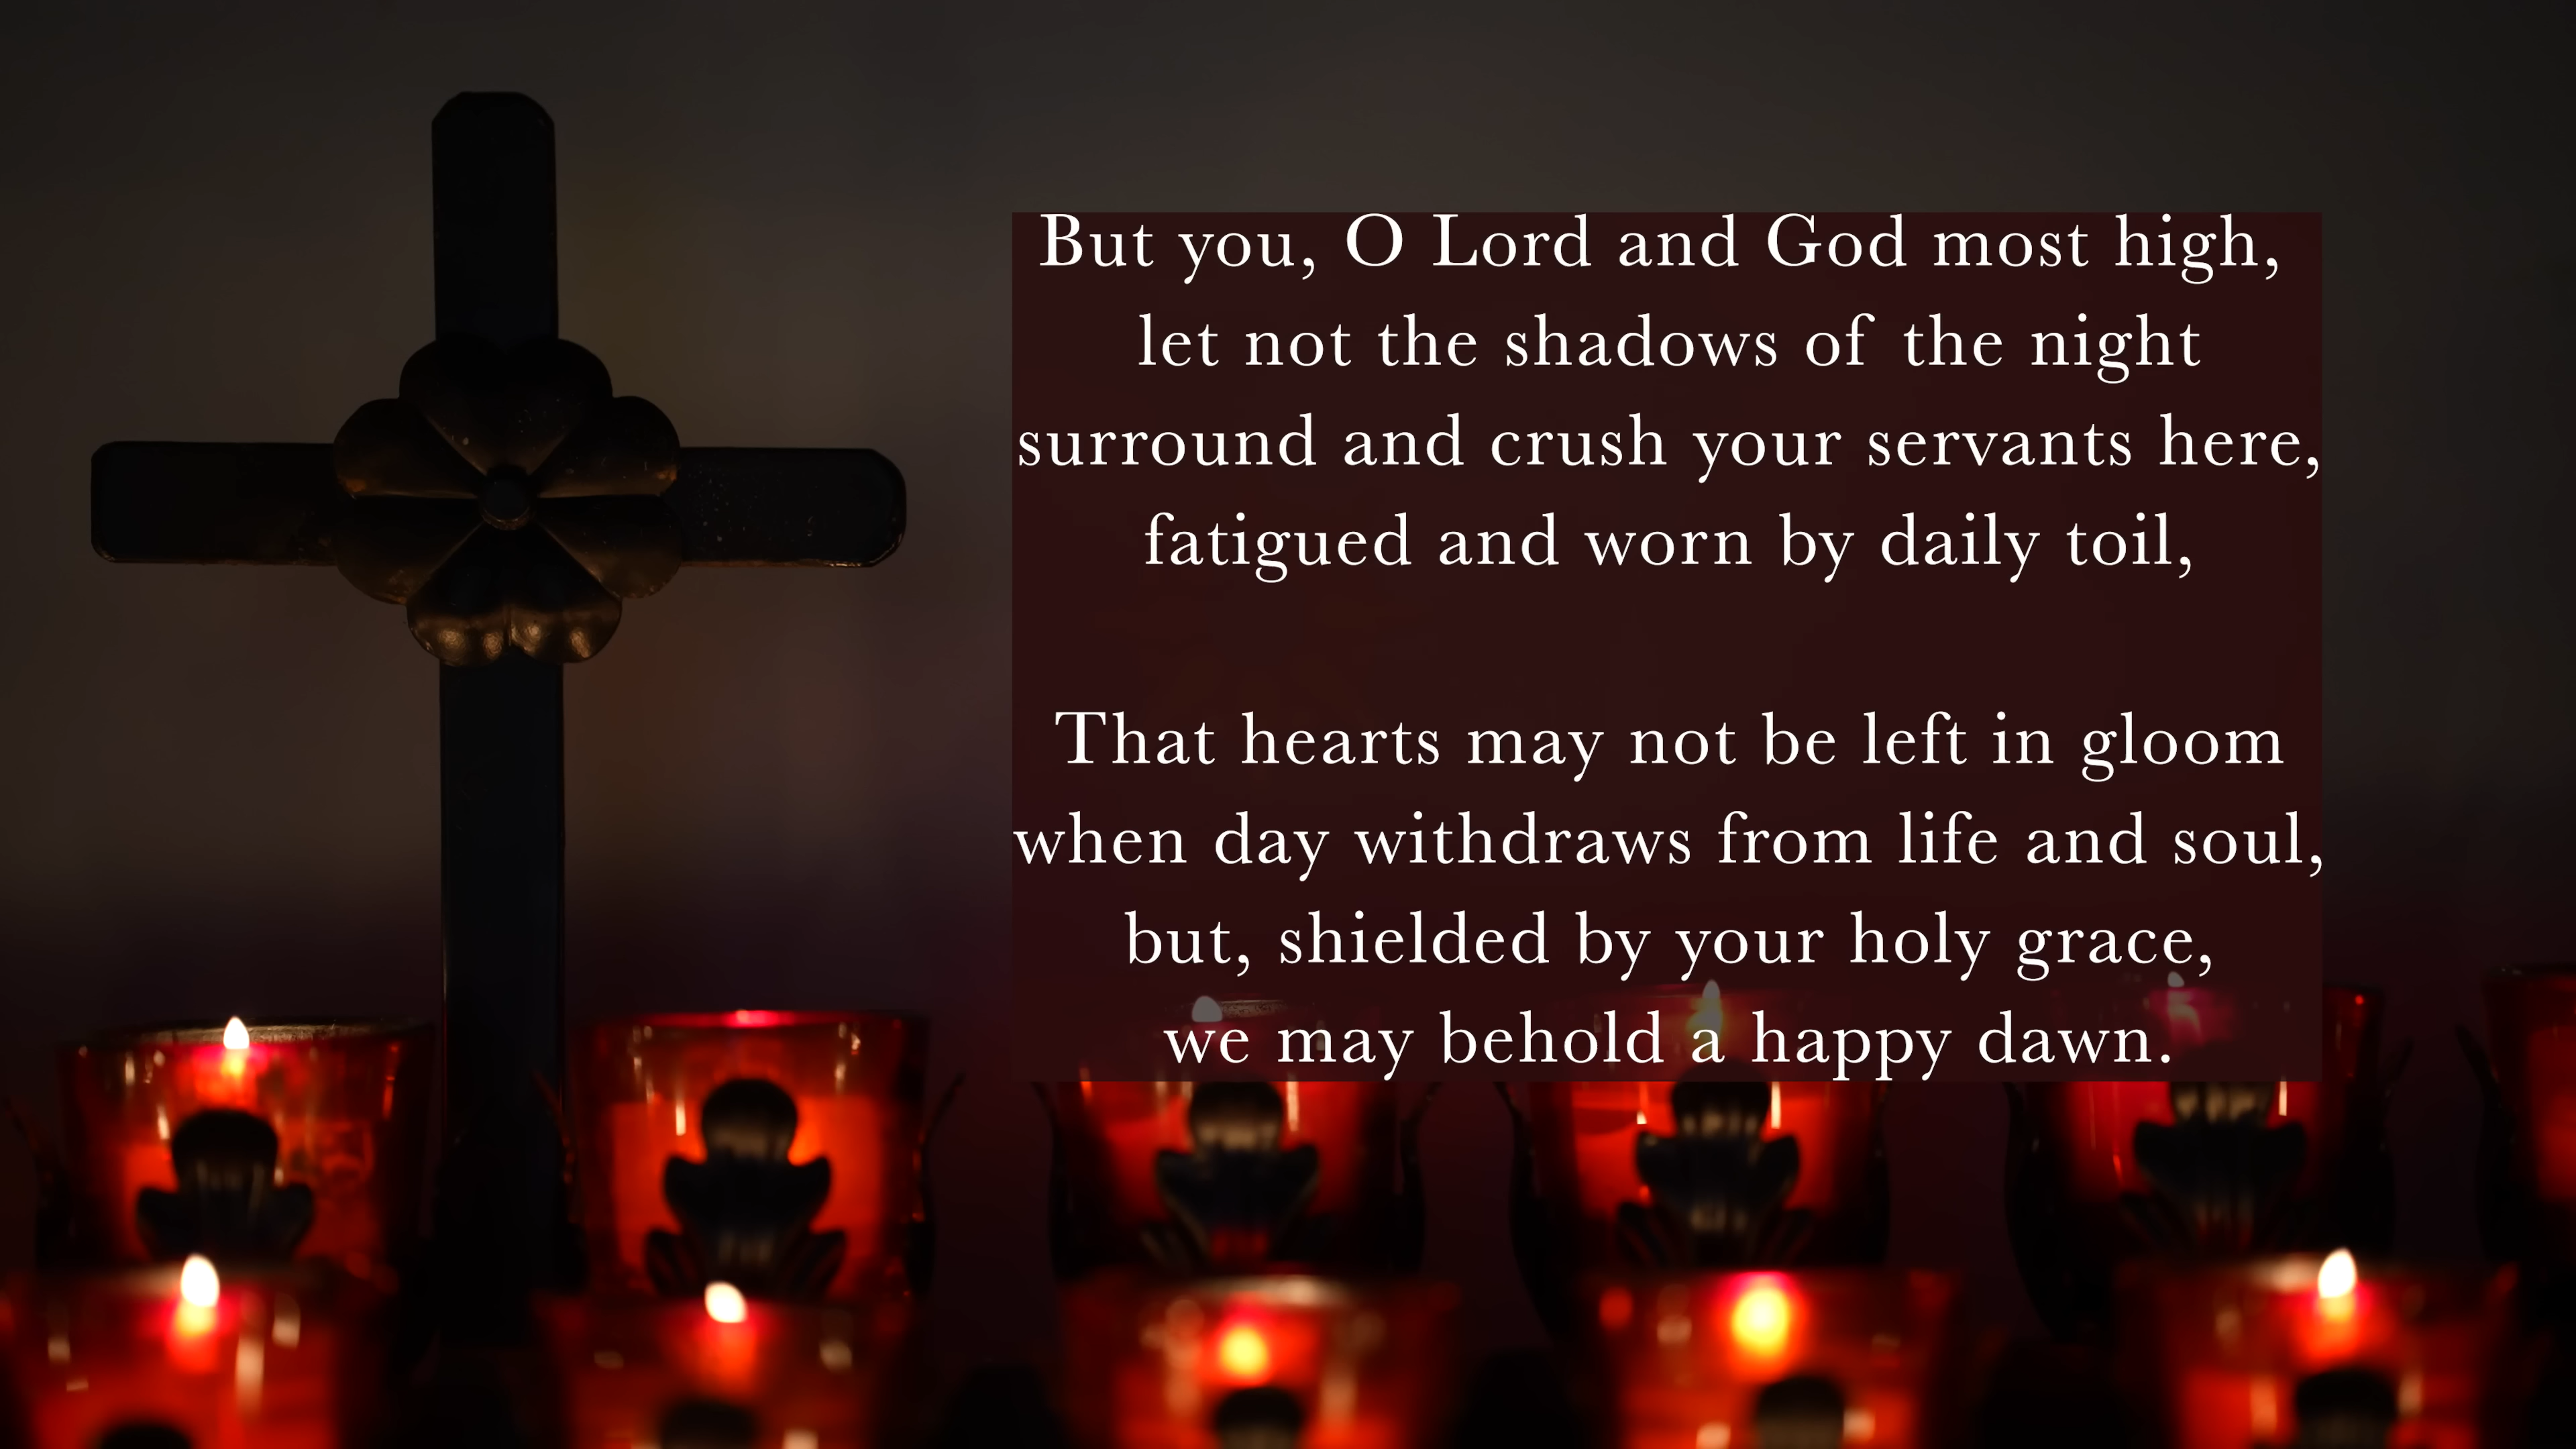 But you, O Lord and God most high,
let not the shadows of the night
surround and crush your servants here,
fatigued and worn by daily toil,
That hearts may not be left in gloom
when day withdraws from life and soul,
but, shielded by your holy grace,
we may behold a happy dawn.